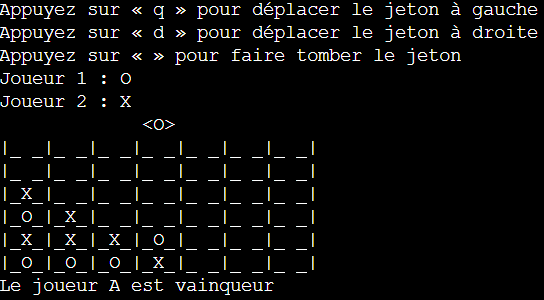 Appuyez sur « q » pour déplacer le jeton à gauche
Appuyez sur « d » pour déplacer le jeton à droite
Appuyez sur « » pour faire tomber le jeton
Joueur 1 : O
Joueur 2 : X
<O>
|_ _|_ _|_ _|_ _|_ _|_ _|_ _|
|_ _|_ _|_ _|_ _|_ _|_ _|_ _|
|_X_|_ _|_ _|_ _|_ _|_ _|_ _|
|_O_|_X_|_ _|_ _|_ _|_ _|_ _|
|_X_|_X_|_X_|_O_|_ _|_ _|_ _|
|_O_|_O_|_O_|_X_|_ _|_ _|_ _|
Le joueur A est vainqueur